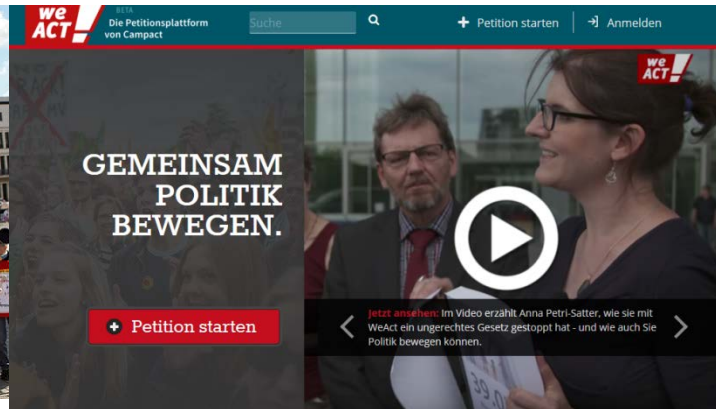 we
ACT!
BETA
Die Petitionsplattform
von Campact
Suche
Petition starten
Anmelden
we
ACT!
GEMEINSAM
POLITIK
BEWEGEN.
Petition starten
Jetzt ansehen: Im Video erzählt Anna Petri-Satter, wie sie mit
WeAct ein ungerechtes Gesetz gestoppt hat - und wie auch Sie
Politik bewegen können.
39.0